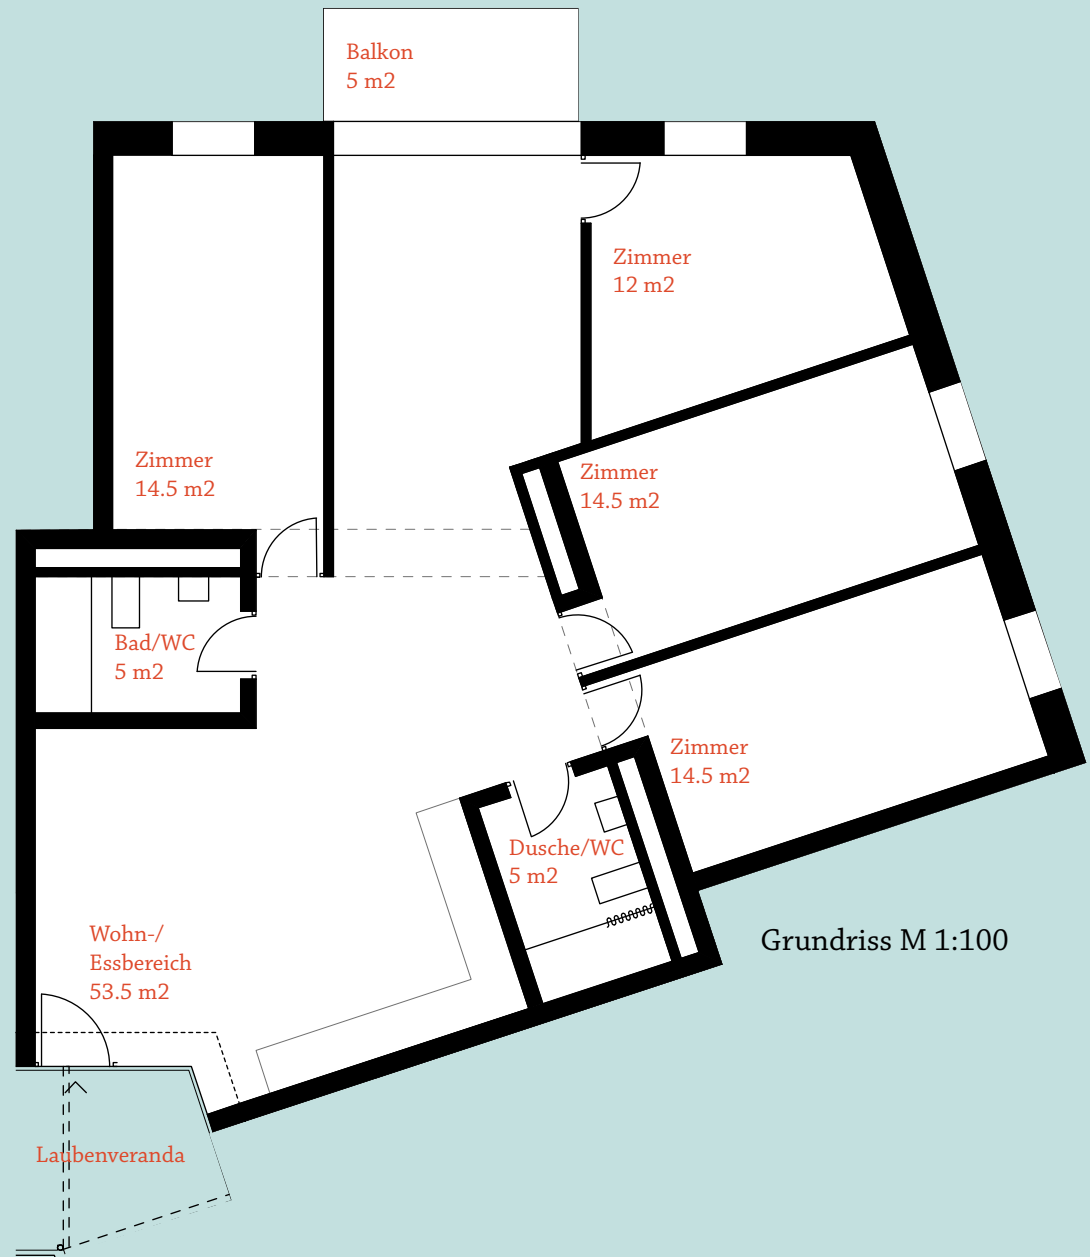 Balkon
5 m2
Zimmer
12 m2
Zimmer
14.5 m2
Zimmer
14.5 m2
Bad/WC
5 m2
Zimmer
14.5 m2
Dusche/WC
5 m2
Wohn-/
Essbereich
53.5 m2
Grundriss M 1:100
Laubenveranda